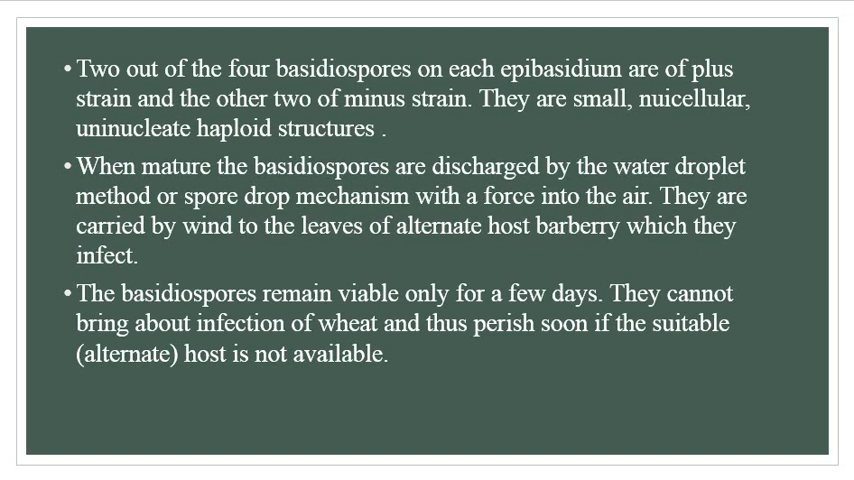 • Two out of the four basidiospores on each epibasidium are of plus
strain and the other two of minus strain. They are small, nuicellular,
uninucleate haploid structures .
• When mature the basidiospores are discharged by the water droplet
method or spore drop mechanism with a force into the air. They are
carried by wind to the leaves of alternate host barberry which they
infect.
• The basidiospores remain viable only for a few days. They cannot
bring about infection of wheat and thus perish soon if the suitable
(alternate) host is not available.